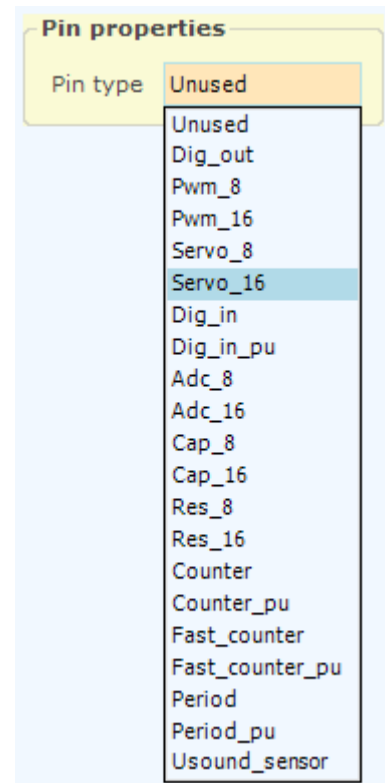 Pin properties
Pin type Unused
Unused
Dig_out
Pwm_8
Pwm_16
Servo_8
Servo_16
Dig_in
Dig_in_pu
Adc_8
Adc_16
Cap_8
Cap_16
Res_8
Res_16
Counter
Counter_pu
Fast_counter
Fast_counter_pu
Period
Period_pu
Usound_sensor